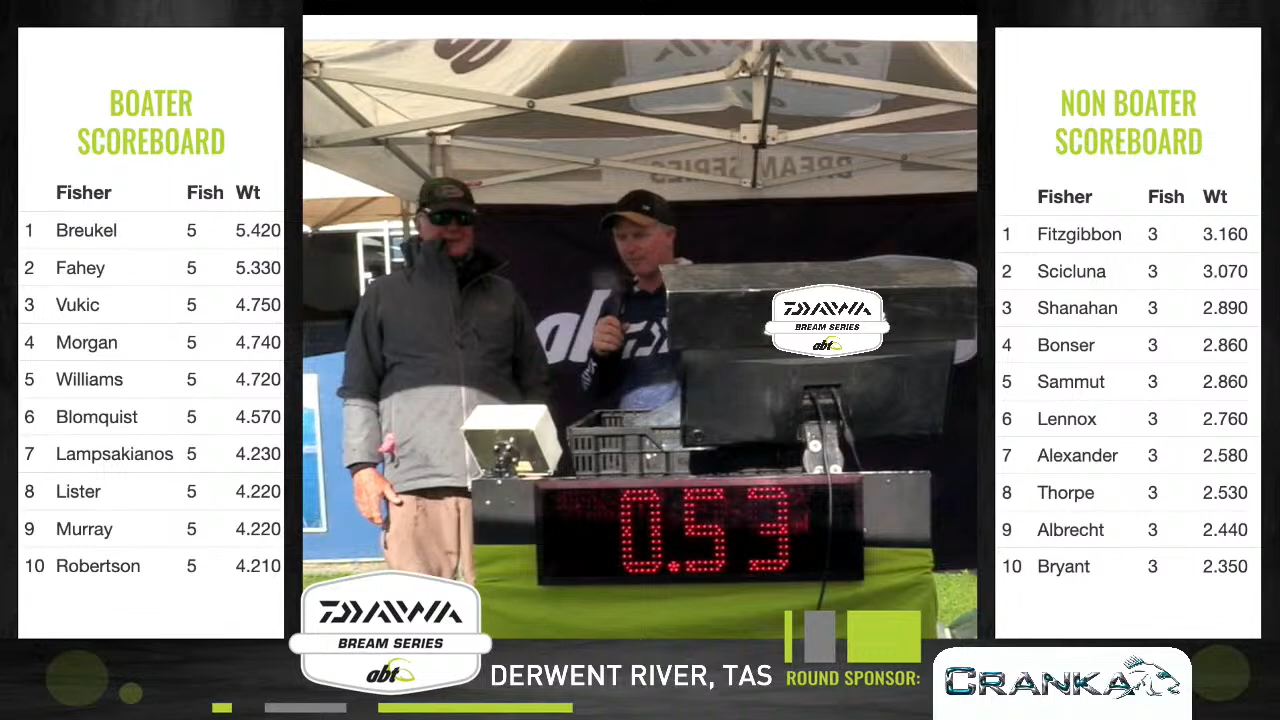 BOATER
SCOREBOARD
Fisher Fish Wt
1 Breukel 5 5.420
2 Fahey 5 5.330
3 Vukic 5 4.750
4 Morgan 5 4.740
5 Williams 5 4.720
6 Blomquist 5 4.570
7 Lampsakianos 5 4.230
8 Lister 5 4.220
9 Murray 5 4.220
10 Robertson 5 4.210
BREAM SERIES
abt
DAIWA
BREAM SERIES
abt
0.53
NON BOATER
SCOREBOARD
Fisher Fish Wt
1 Fitzgibbon 3 3.160
2 Scicluna 3 3.070
3 Shanahan 3 2.890
4 Bonser 3 2.860
5 Sammut 3 2.860
6 Lennox 3 2.760
7 Alexander 3 2.580
8 Thorpe 3 2.530
9 Albrecht 3 2.440
10 Bryant 3 2.350
DAIWA
BREAM SERIES
abt
DERWENT RIVER, TAS
ROUND SPONSOR:
CRANKA